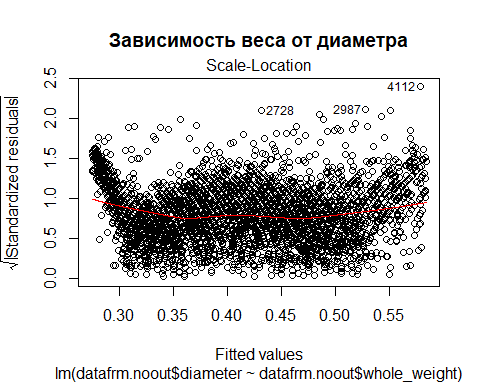 Зависимость веса от диаметра
Scale-Location
√|Standardized residuals|
2.5
2.0
1.5
1.0
0.5
0.0
4112
2728
2987
0.30 0.35 0.40 0.45 0.50 0.55
Fitted values
lm(datafrm.noout$diameter ~ datafrm.noout$whole_weight)